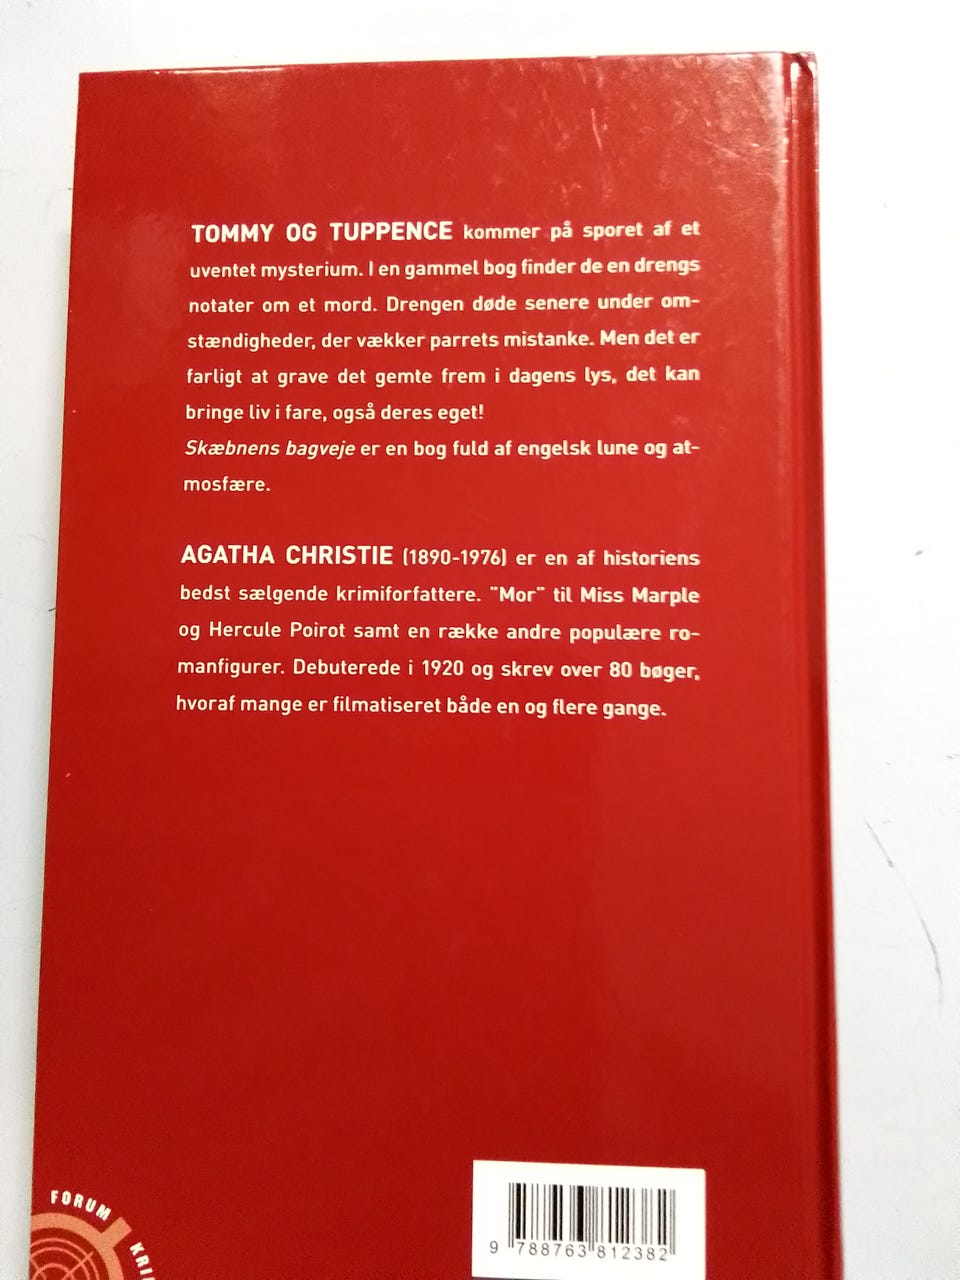 TOMMY OG TUPPENCE kommer på sporet af et
uventet mysterium. I en gammel bog finder de en drengs
notater om et mord. Drengen døde senere under om-
stændigheder, der vækker parrets mistanke. Men det er
farligt at grave det gemte frem i dagens lys, det kan
bringe liv i fare, også deres eget!
Skæbnens bagveje er en bog fuld af engelsk lune og at-
mosfære.
AGATHA CHRISTIE (1890-1976) er en af historiens
bedst sælgende krimiforfattere. "Mor" til Miss Marple
og Hercule Poirot samt en række andre populære ro-
manfigurer. Debuterede i 1920 og skrev over 80 bøger,
hvoraf mange er filmatiseret både en og flere gange.
FORUM
9 788763 812382